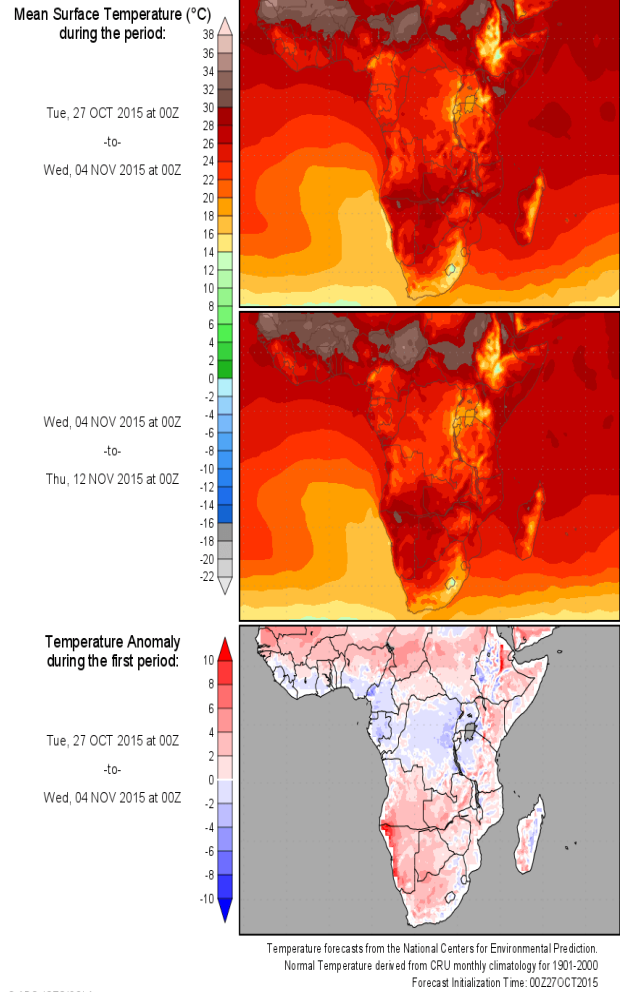 Mean Surface Temperature (°C)
during the period:
38
36
34
32
30
28
26
24
22
20
18
16
14
12
10
8
6
4
2
0
-2
-4
-6
-8
-10
-12
-14
-16
-18
-20
-22
Tue, 27 OCT 2015 at 00Z
-to-
Wed, 04 NOV 2015 at 00Z
Wed, 04 NOV 2015 at 00Z
-to-
Thu, 12 NOV 2015 at 00Z
Temperature Anomaly
during the first period:
10
8
6
4
2
0
-2
-4
-6
-8
-10
Tue, 27 OCT 2015 at 00Z
-to-
Wed, 04 NOV 2015 at 00Z
Temperature forecasts from the National Centers for Environmental Prediction.
Normal Temperature derived from CRU monthly climatology for 1901-2000
Forecast Initialization Time: 00Z27OCT2015